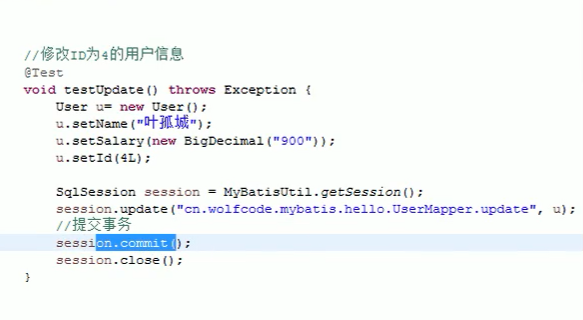 //修改ID为4的用户信息
@Test
void testUpdate() throws Exception {
User u= new User();
u.setName("叶孤城");
u.setSalary(new BigDecimal("900"));
u.setId(4L);
SqlSession session = MyBatisUtil.getSession();
session.update("cn.wolfcode.mybatis.hello.UserMapper.update", u);
//提交事务
session.commit();
session.close();
}